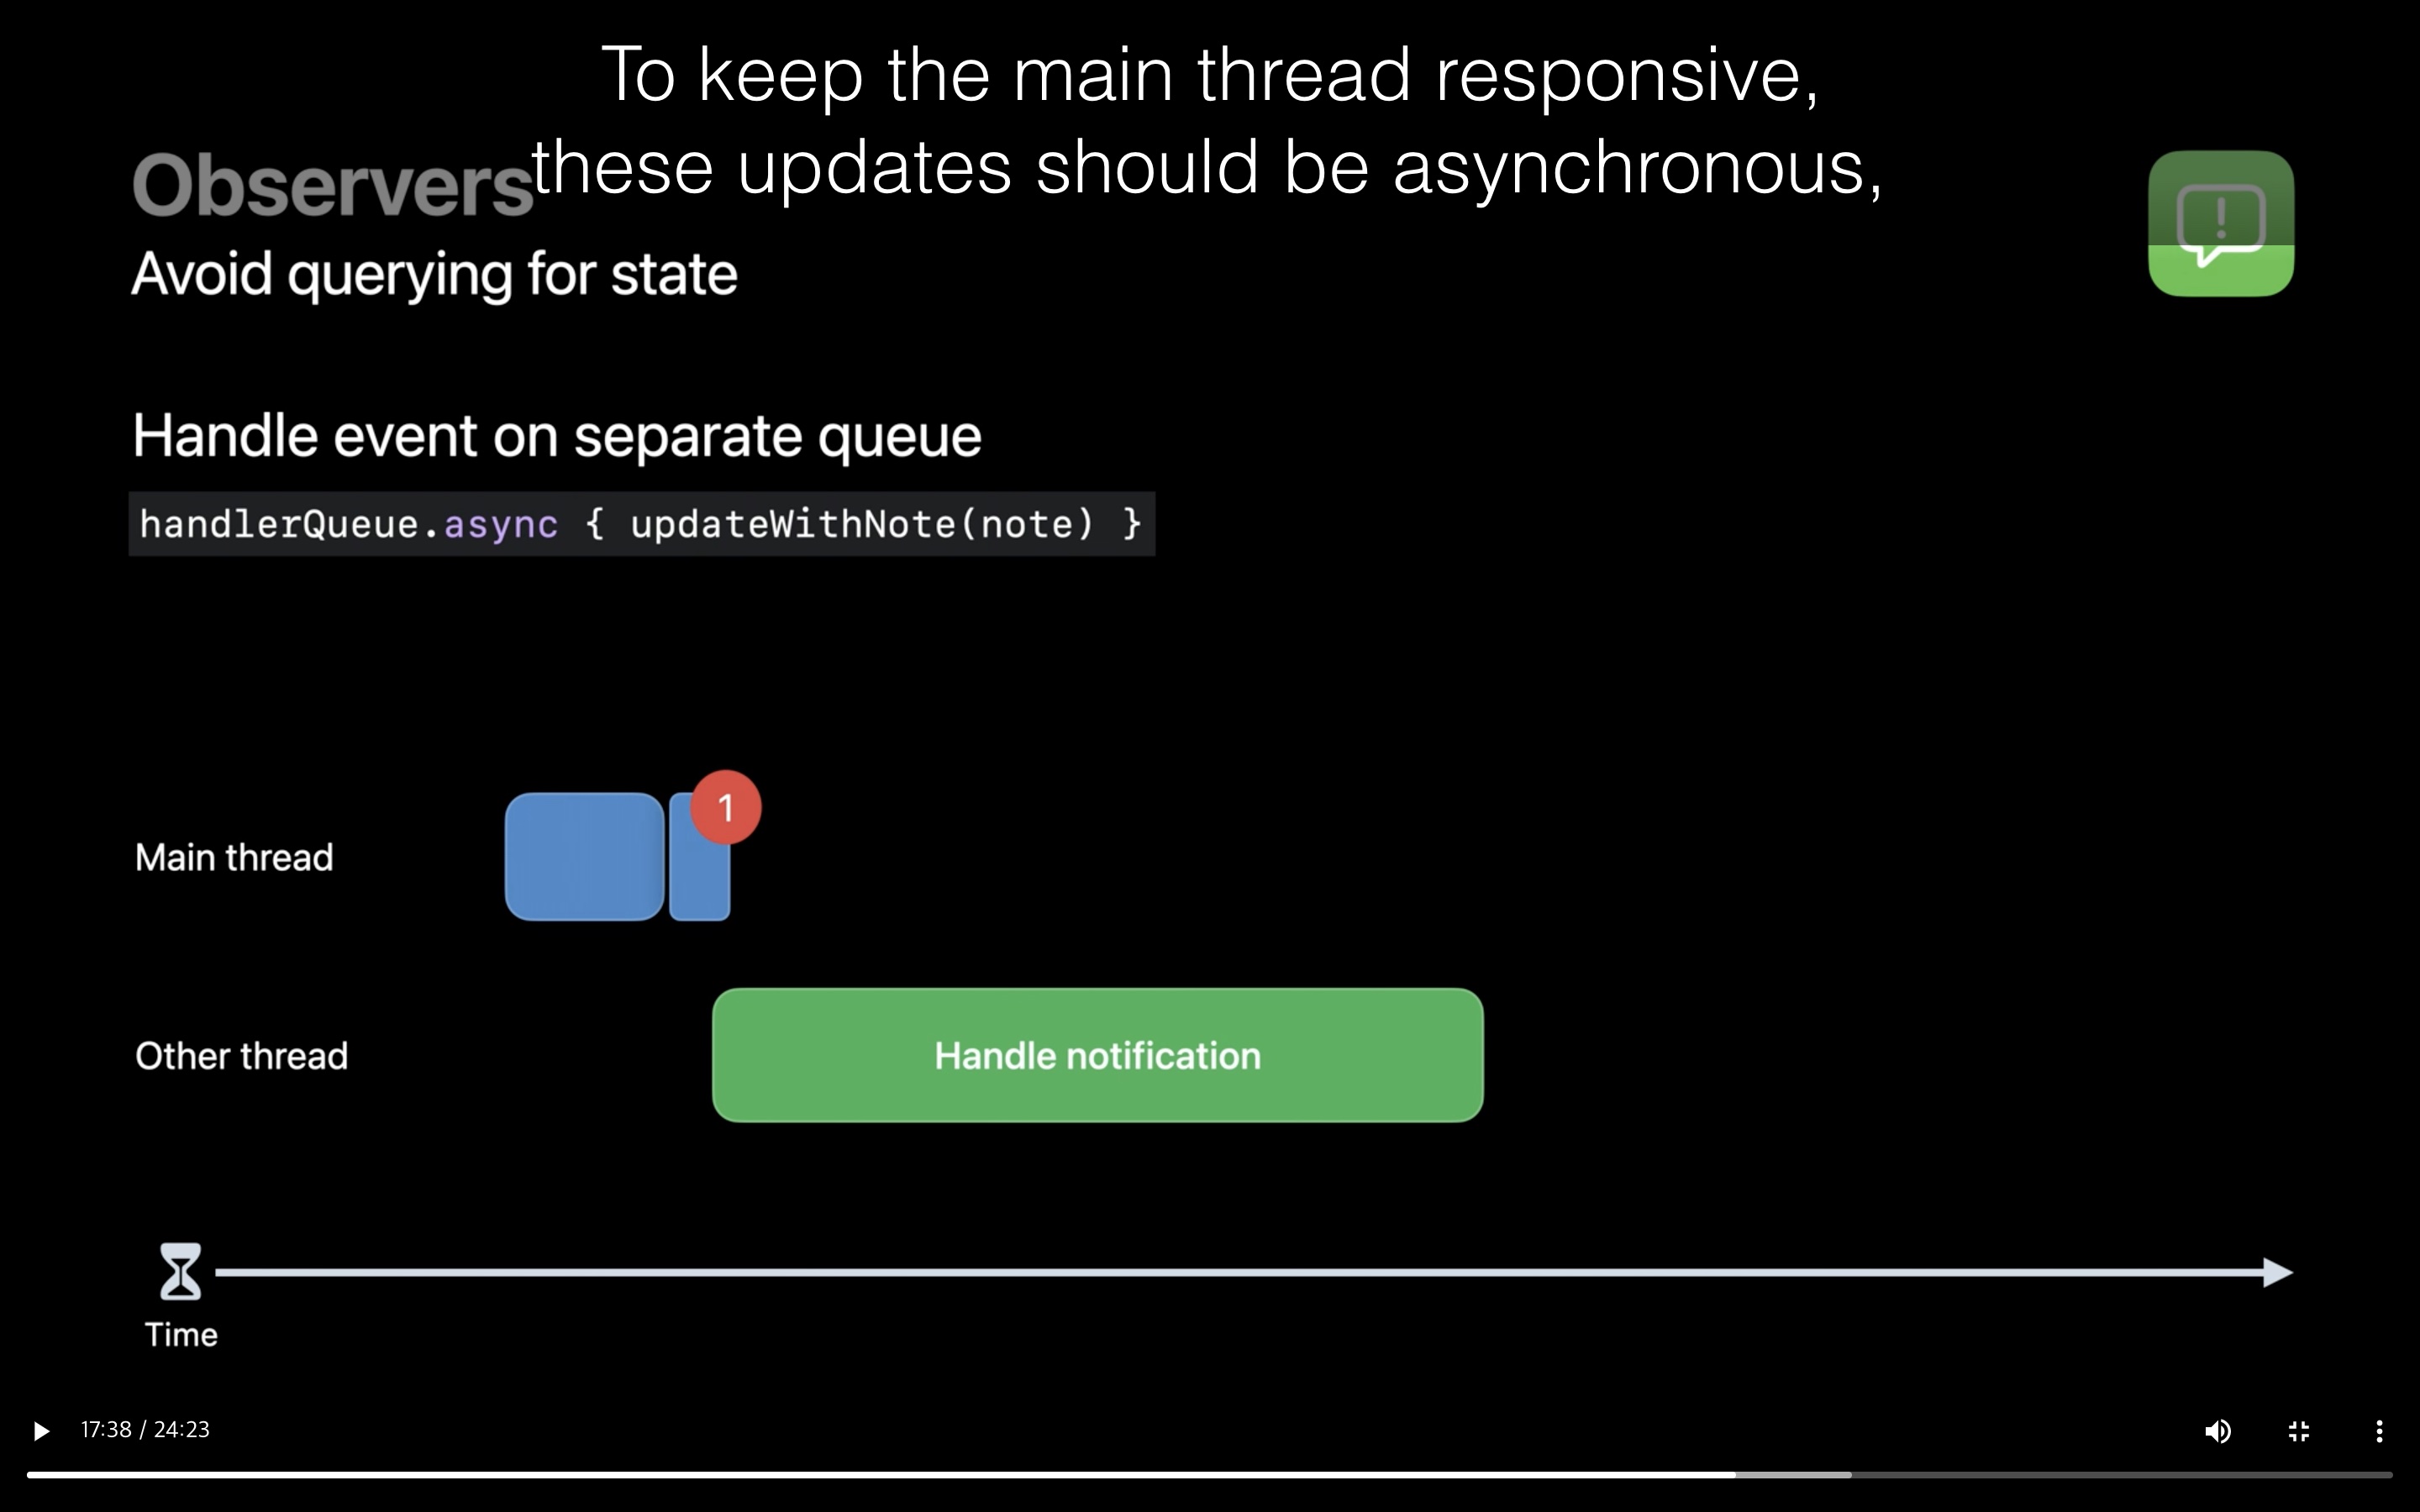 To keep the main thread responsive,
these updates should be asynchronous,
Observers
Avoid querying for state
Handle event on separate queue
handlerQueue.async { updateWithNote(note) }
1
Main thread
Other thread
Handle notification
Time
17:38 / 24:23